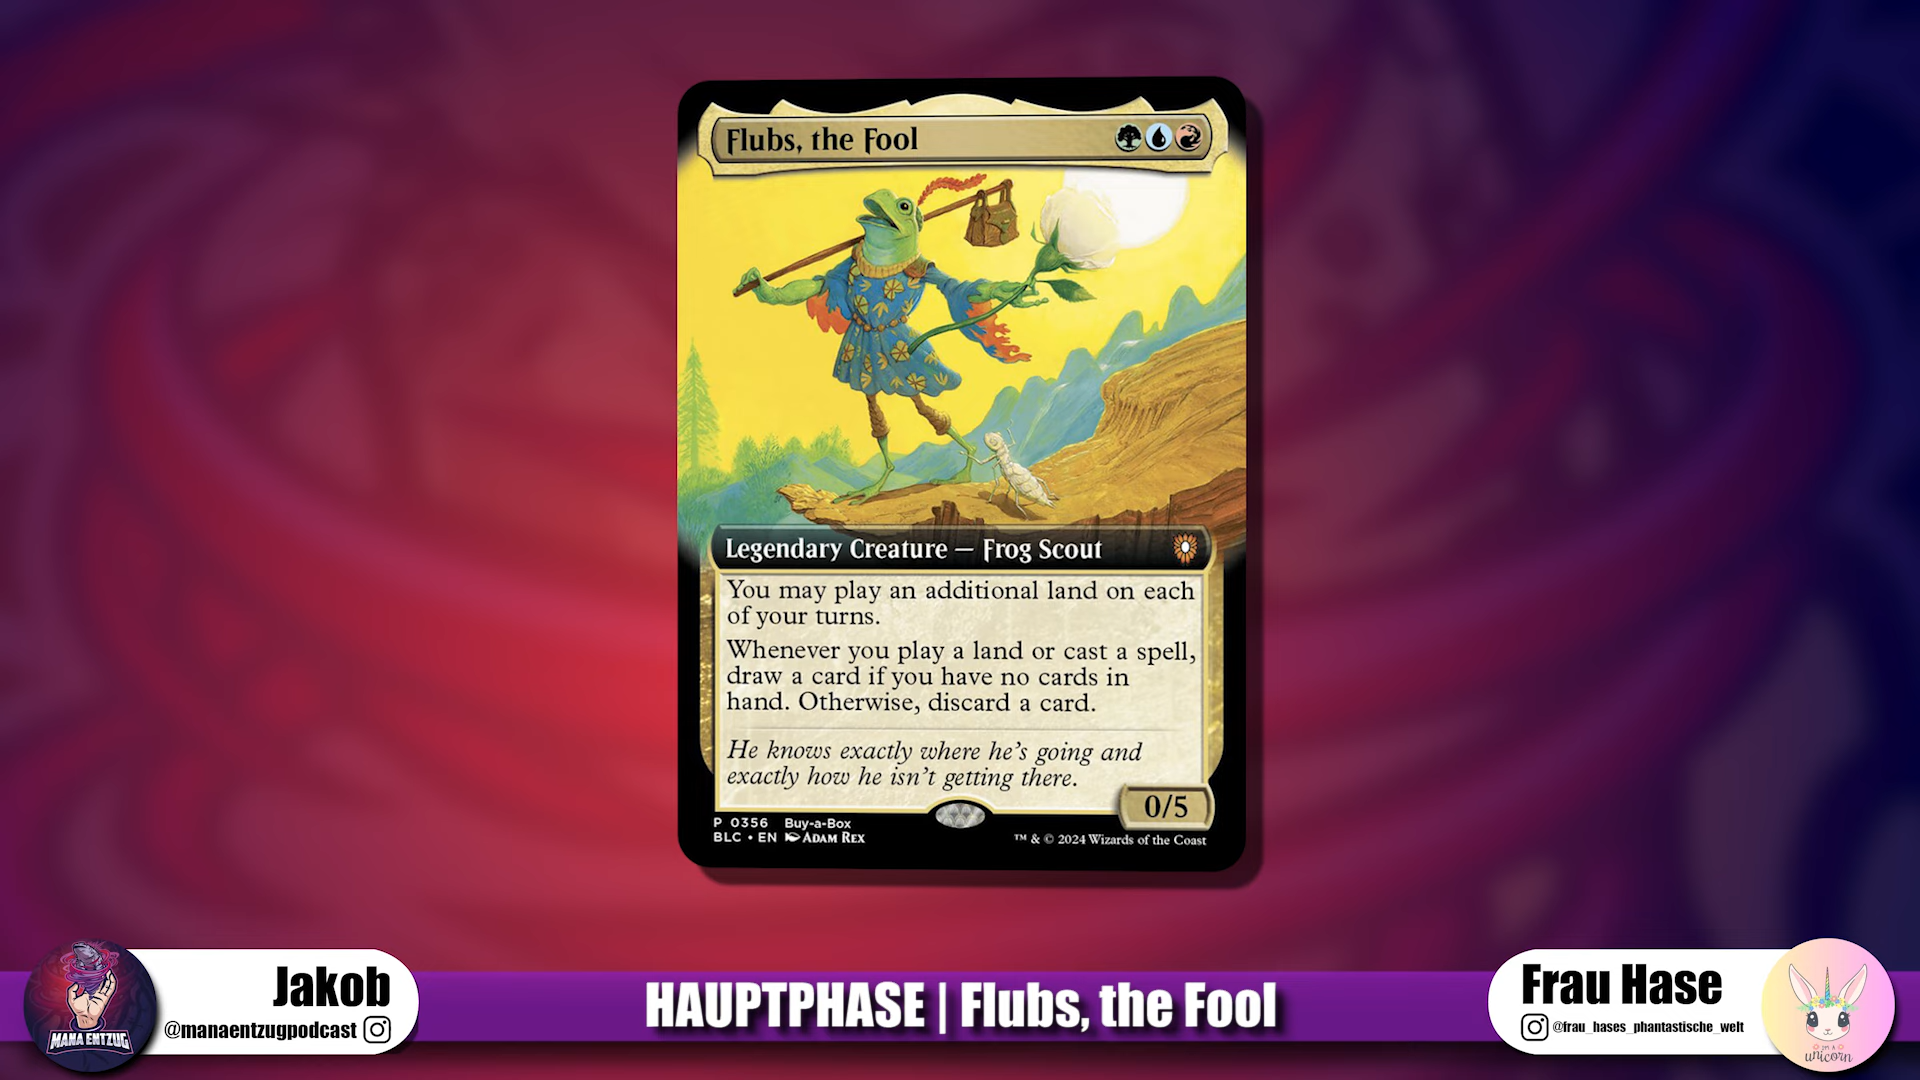 Flubs, the Fool
Legendary Creature — Frog Scout
You may play an additional land on each
of your turns.
Whenever you play a land or cast a spell,
draw a card if you have no cards in
hand. Otherwise, discard a card.
He knows exactly where he's going and
exactly how he isn't getting there.
0/5
P 0356 Buy-a-Box
BLC • EN ADAM REX
™ & © 2024 Wizards of the Coast
MANA ENTZUG
Jakob
@manaentzugpodcast
HAUPTPHASE | Flubs, the Fool
Frau Hase
@frau_hases_phantastische_welt
I'M A
unicorn